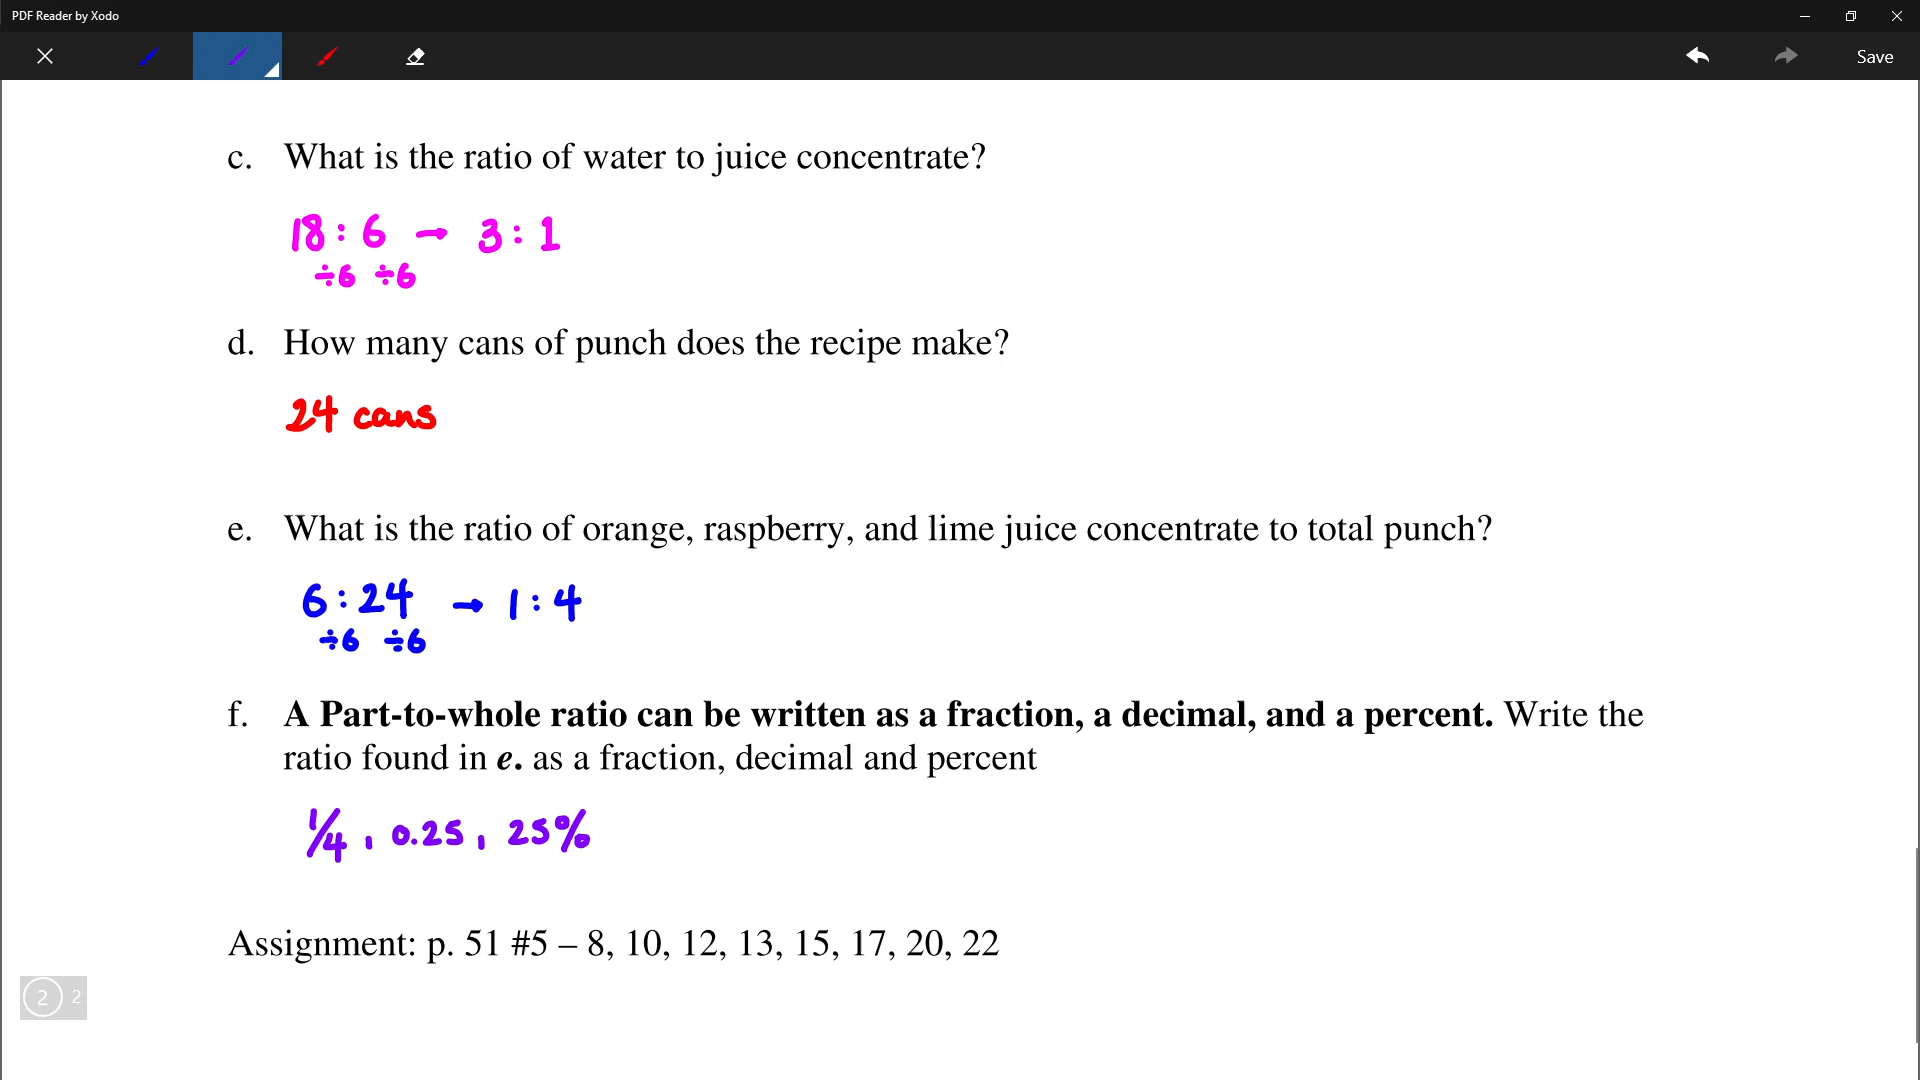 PDF Reader by Xodo
Save
c. What is the ratio of water to juice concentrate?
18 : 6 → 3 : 1
÷6 ÷6
d. How many cans of punch does the recipe make?
24 cans
e. What is the ratio of orange, raspberry, and lime juice concentrate to total punch?
6 : 24 → 1 : 4
÷6 ÷6
f. A Part-to-whole ratio can be written as a fraction, a decimal, and a percent. Write the
ratio found in e. as a fraction, decimal and percent
1/4, 0.25, 25%
Assignment: p. 51 #5 – 8, 10, 12, 13, 15, 17, 20, 22
2 2